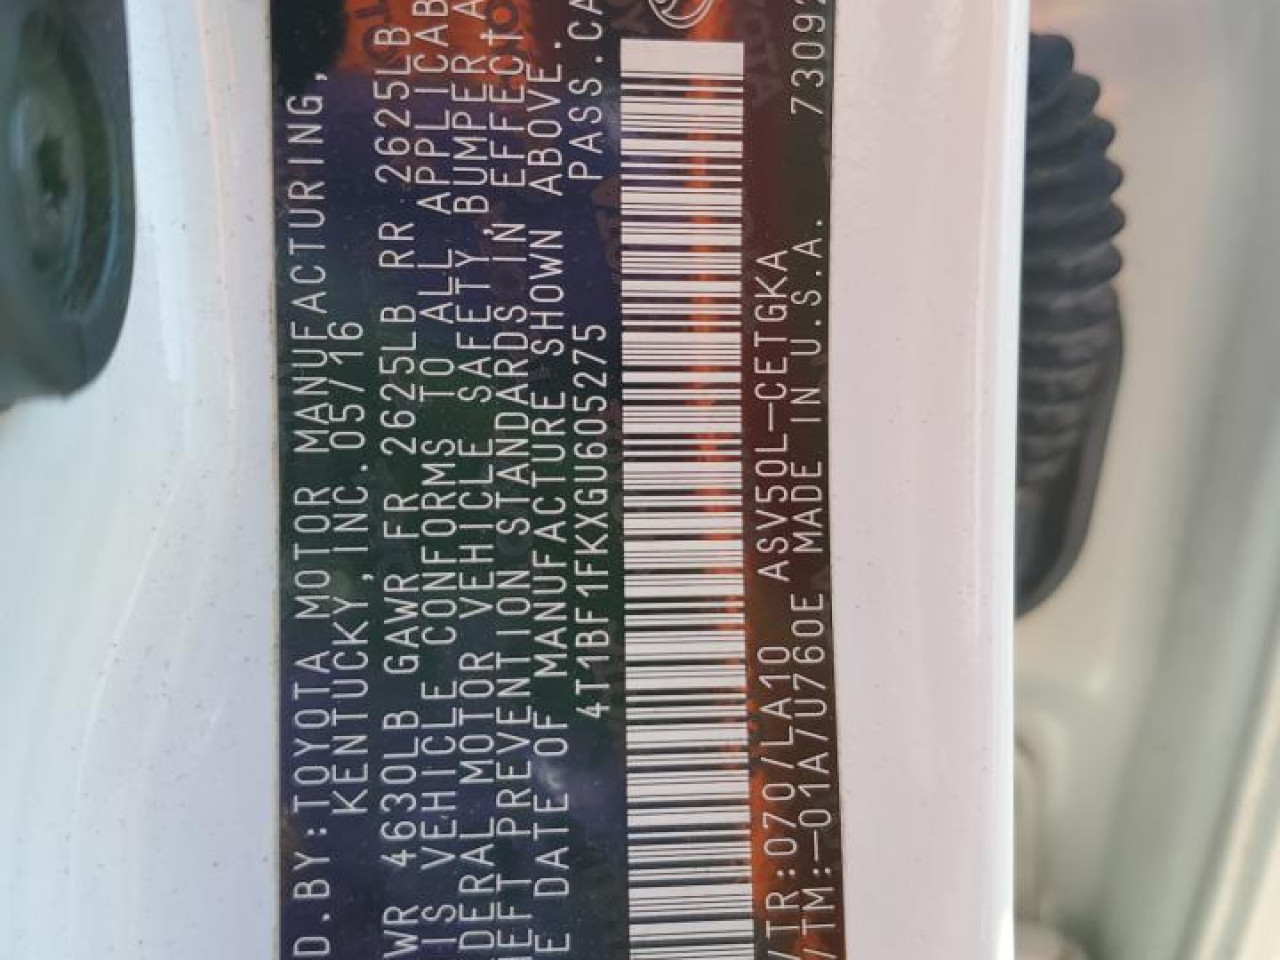 D.BY:TOYOTA MOTOR MANUFACTURING,
KENTUCKY, INC. 05/16
WR 4630LB GAWR FR 2625LB RR 2625LB
IS VEHICLE CONFORMS TO ALL APPLICAB
DERAL MOTOR VEHICLE SAFETY, BUMPER A
HEFT PREVENTION STANDARDS IN EFFECT
E DATE OF MANUFACTURE SHOWN ABOVE.
4T1BF1FKXGU605275 PASS.CA
/TR:070/LA10 ASV50L-CETGKA
/TM:-01A/U760E MADE IN U.S.A. 7309